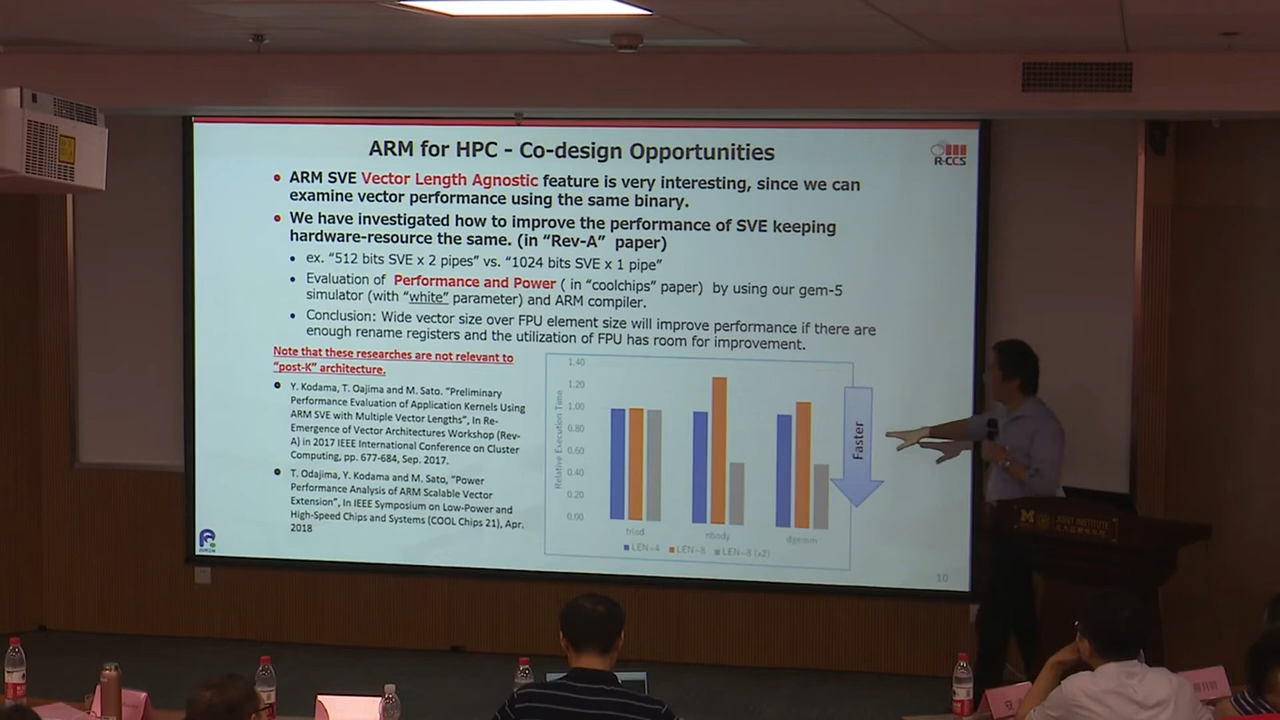 ARM for HPC - Co-design Opportunities
R-CCS
ARM SVE Vector Length Agnostic feature is very interesting, since we can
examine vector performance using the same binary.
We have investigated how to improve the performance of SVE keeping
hardware-resource the same. (in "Rev-A" paper)
ex. "512 bits SVE x 2 pipes" vs. "1024 bits SVE x 1 pipe"
Evaluation of Performance and Power ( in "coolchips" paper) by using our gem-5
simulator (with "white" parameter) and ARM compiler.
Conclusion: Wide vector size over FPU element size will improve performance if there are
enough rename registers and the utilization of FPU has room for improvement.
Note that these researches are not relevant to
"post-K" architecture.
Y. Kodama, T. Oajima and M. Sato. "Preliminary
Performance Evaluation of Application Kernels Using
ARM SVE with Multiple Vector Lengths", In Re-
Emergence of Vector Architectures Workshop (Rev-
A) in 2017 IEEE International Conference on Cluster
Computing, pp. 677-684, Sep. 2017.
T. Odajima, Y. Kodama and M. Sato, "Power
Performance Analysis of ARM Scalable Vector
Extension", In IEEE Symposium on Low-Power and
High-Speed Chips and Systems (COOL Chips 21), Apr.
2018
Relative Execution Time
1.40
1.20
1.00
0.80
0.60
0.40
0.20
0.00
triad
nbody
dgemm
LEN=4
LEN=8
LEN=8 (x2)
Faster
10
M
JOINT INSTITUTE